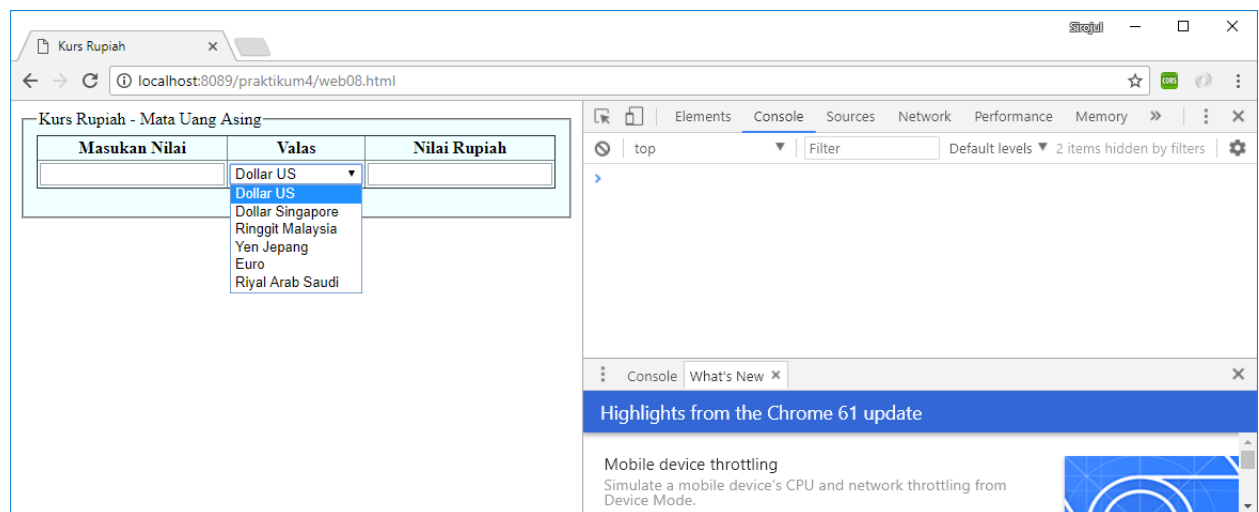 Sirojul
Kurs Rupiah
localhost:8089/praktikum4/web08.html
CORS
Kurs Rupiah - Mata Uang Asing
Masukan Nilai Valas Nilai Rupiah
Dollar US
Dollar US
Dollar Singapore
Ringgit Malaysia
Yen Jepang
Euro
Riyal Arab Saudi
Elements Console Sources Network Performance Memory »
top Filter Default levels 2 items hidden by filters
Console What's New
Highlights from the Chrome 61 update
Mobile device throttling
Simulate a mobile device's CPU and network throttling from
Device Mode.